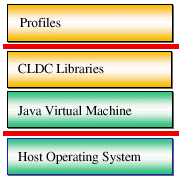 Profiles
CLDC Libraries
Java Virtual Machine
Host Operating System